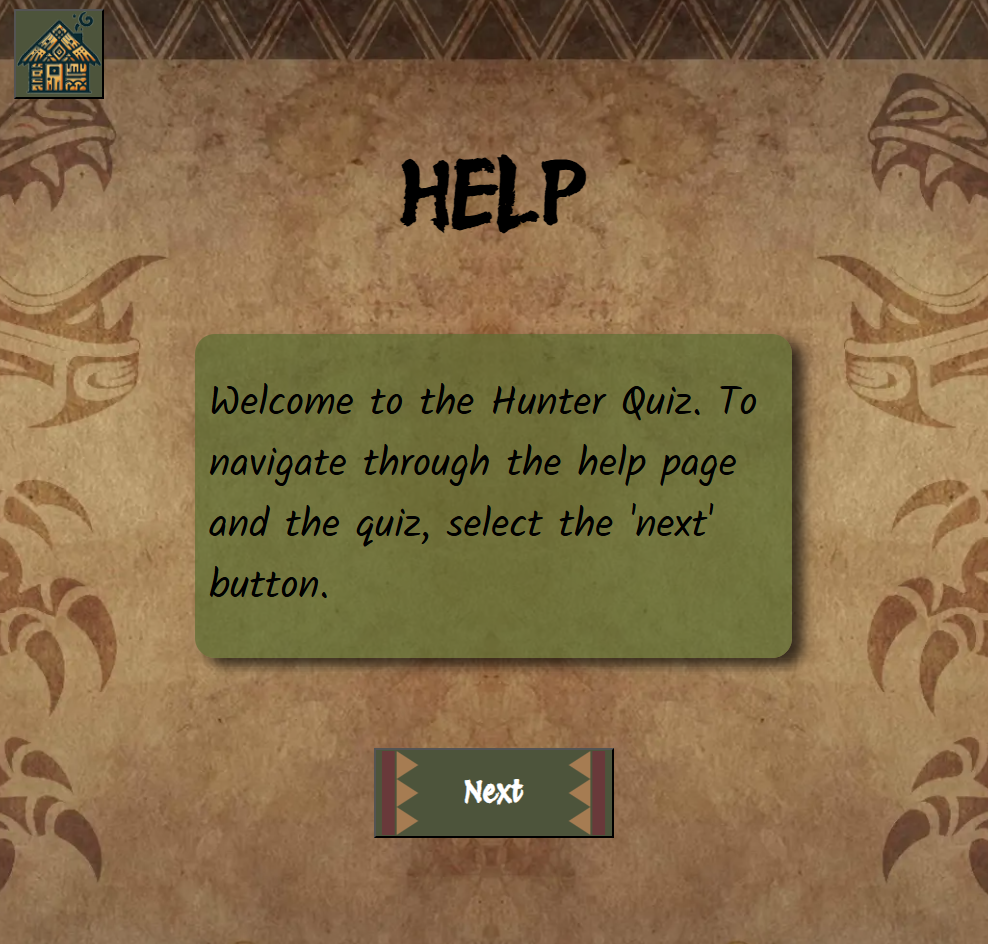 HELP
Welcome to the Hunter Quiz. To
navigate through the help page
and the quiz, select the 'next'
button.
Next